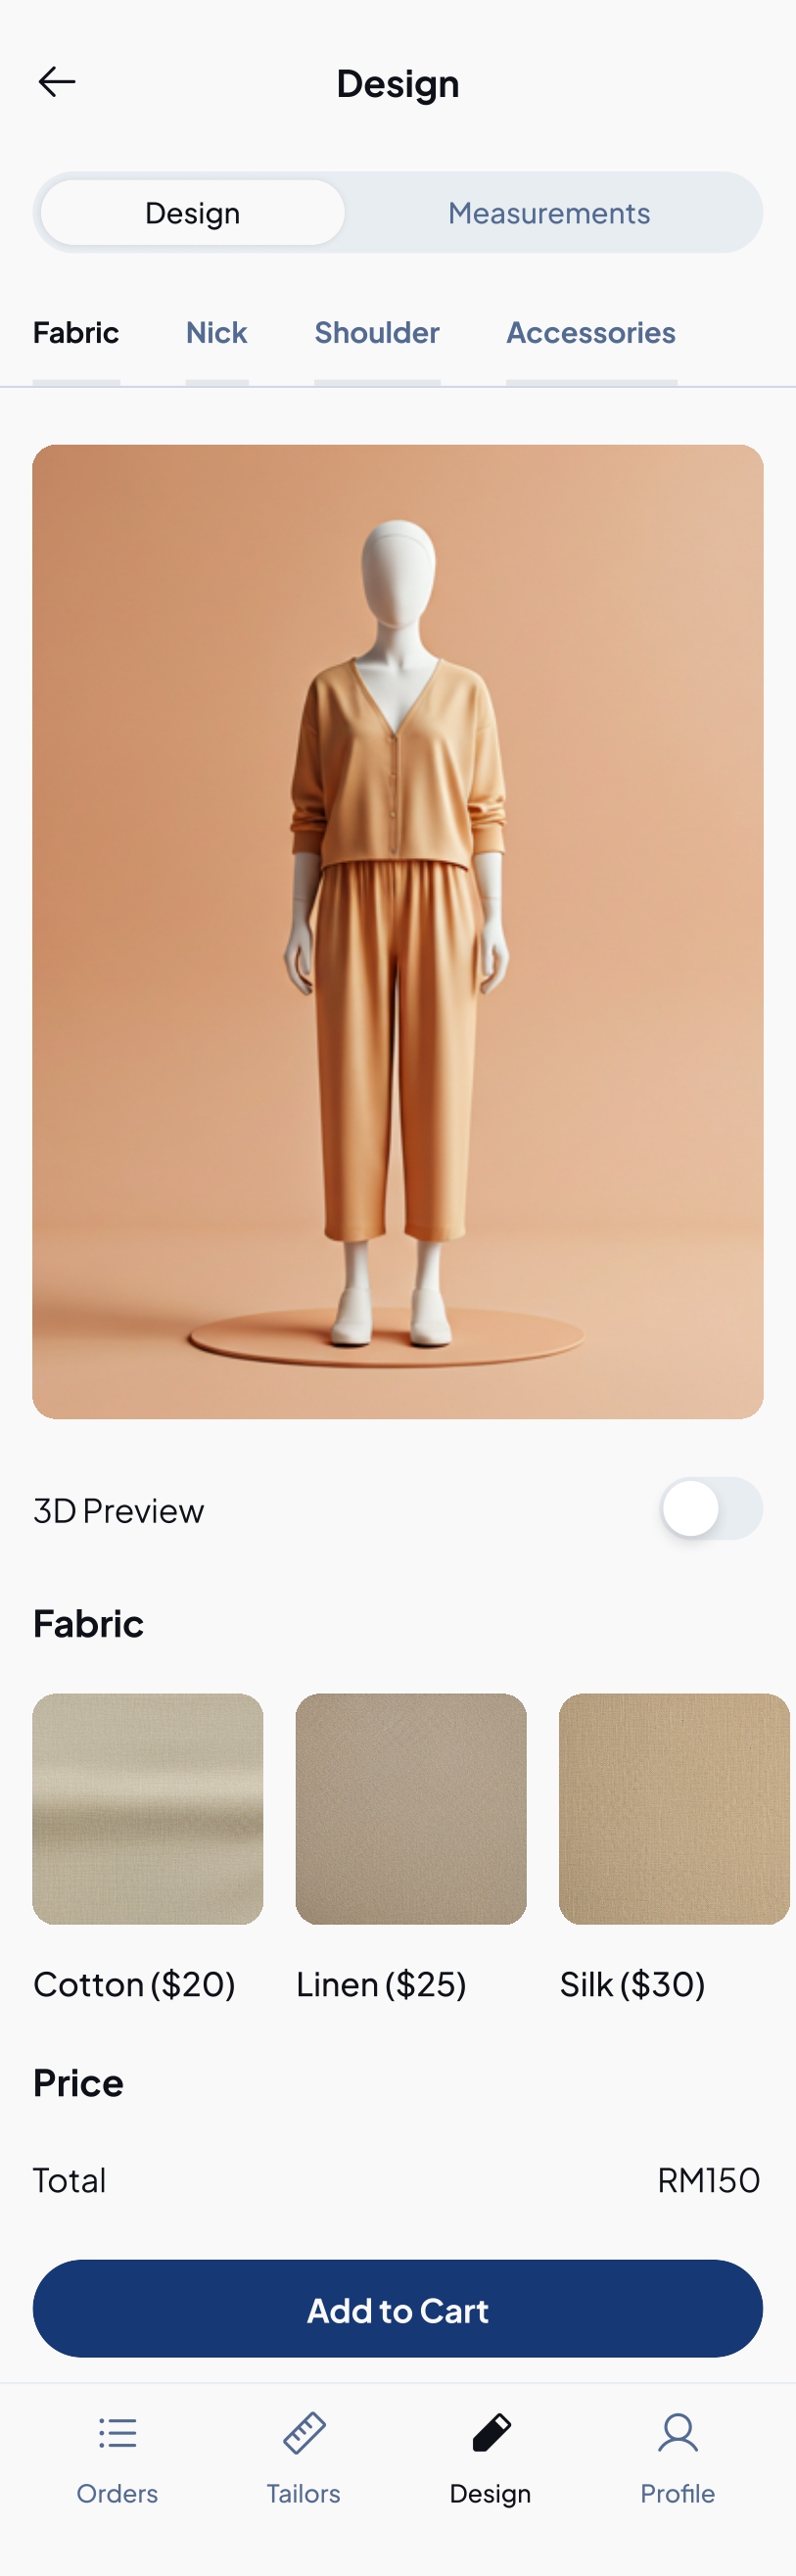 Design
Design Measurements
Fabric Nick Shoulder Accessories
3D Preview
Fabric
Cotton ($20) Linen ($25) Silk ($30)
Price
Total RM150
Add to Cart
Orders Tailors Design Profile